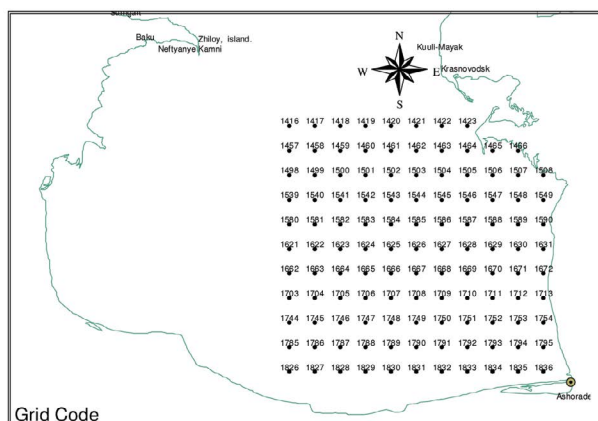 Baku
Zhiloy, island.
Neftyanye Kamni
N
W E
S
Kuuli-Mayak
Krasnovodsk
1416 1417 1418 1419 1420 1421 1422 1423
1457 1458 1459 1460 1461 1462 1463 1464 1465 1466
1498 1499 1500 1501 1502 1503 1504 1505 1506 1507 1508
1539 1540 1541 1542 1543 1544 1545 1546 1547 1548 1549
1580 1581 1582 1583 1584 1585 1586 1587 1588 1589 1590
1621 1622 1623 1624 1625 1626 1627 1628 1629 1630 1631
1662 1663 1664 1665 1666 1667 1668 1669 1670 1671 1672
1703 1704 1705 1706 1707 1708 1709 1710 1711 1712 1713
1744 1745 1746 1747 1748 1749 1750 1751 1752 1753 1754
1785 1786 1787 1788 1789 1790 1791 1792 1793 1794 1795
1826 1827 1828 1829 1830 1831 1832 1833 1834 1835 1836
Ashorade
Grid Code